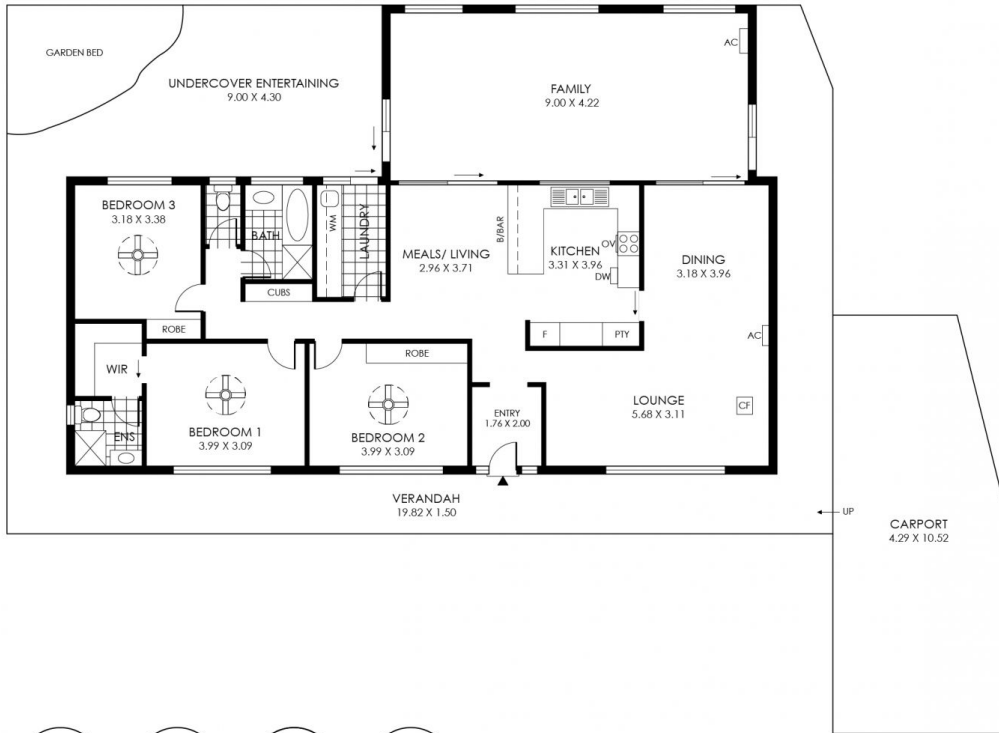 GARDEN BED
UNDERCOVER ENTERTAINING
9.00 X 4.30
FAMILY
9.00 X 4.22
AC
BEDROOM 3
3.18 X 3.38
BATH
WM
LAUNDRY
MEALS/ LIVING
2.96 X 3.71
B/BAR
KITCHEN
3.31 X 3.96
OV
DW
DINING
3.18 X 3.96
CUBS
ROBE
F
PTY
AC
WIR
ROBE
ENS
BEDROOM 1
3.99 X 3.09
BEDROOM 2
3.99 X 3.09
ENTRY
1.76 X 2.00
LOUNGE
5.68 X 3.11
CF
VERANDAH
19.82 X 1.50
UP
CARPORT
4.29 X 10.52